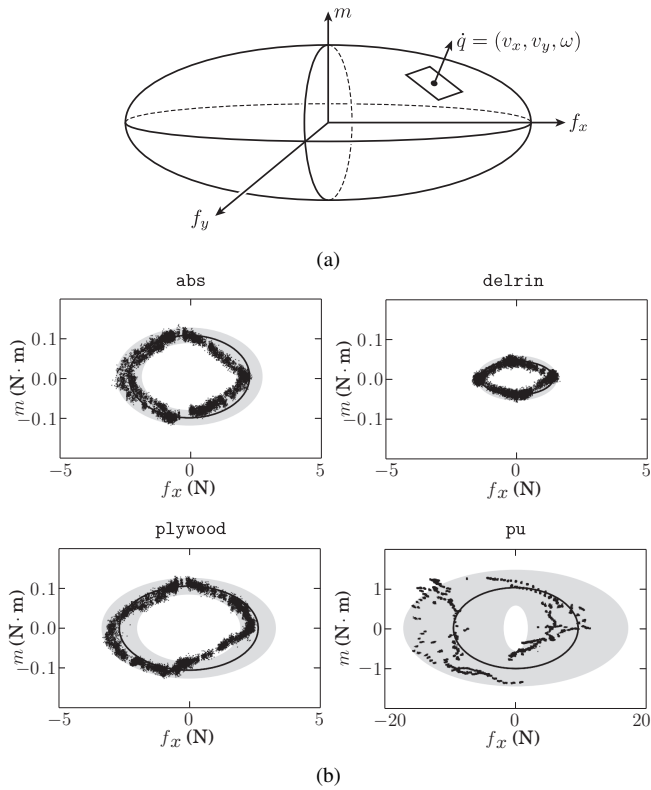 m
q̇ = (v_x, v_y, ω)
f_x
f_y
(a)
abs
delrin
m (N·m)
0.1
0.0
−0.1
−5
0
5
f_x (N)
m (N·m)
0.1
0.0
−0.1
−5
0
5
f_x (N)
plywood
pu
m (N·m)
0.1
0.0
−0.1
−5
0
5
f_x (N)
m (N·m)
1
0
−1
−20
0
20
f_x (N)
(b)